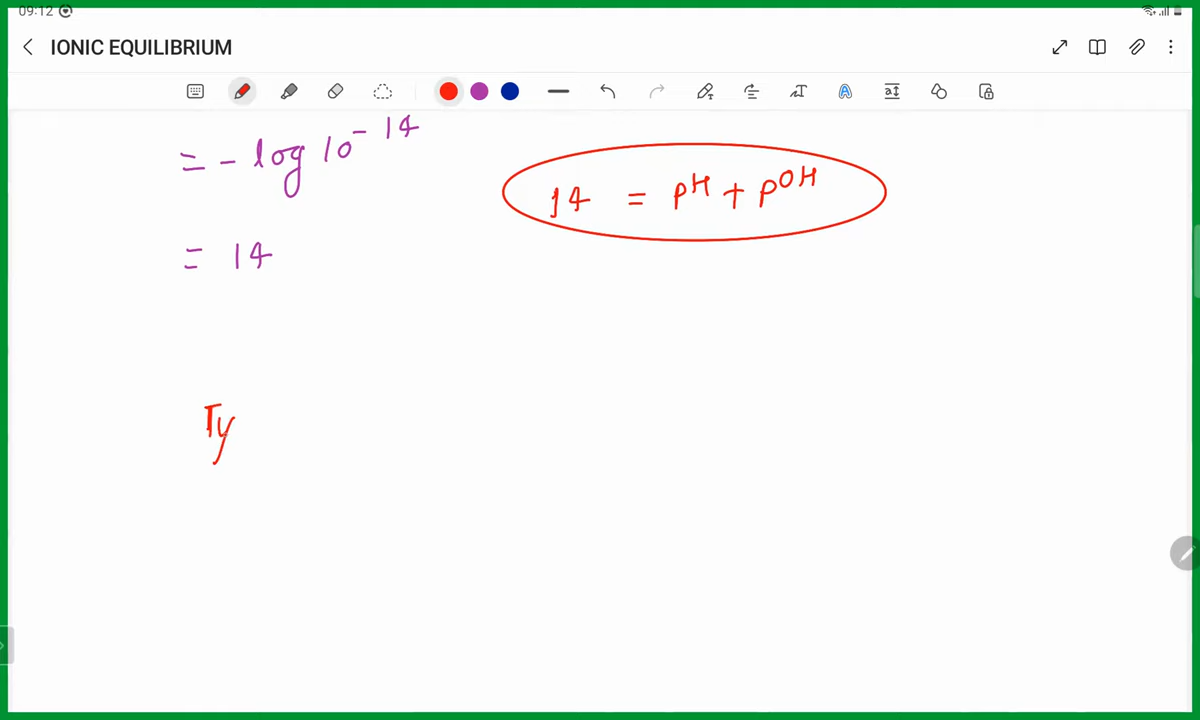 09:12
IONIC EQUILIBRIUM
= - log 10⁻¹⁴
14 = pᴴ + pᴼᴴ
= 14
Ty